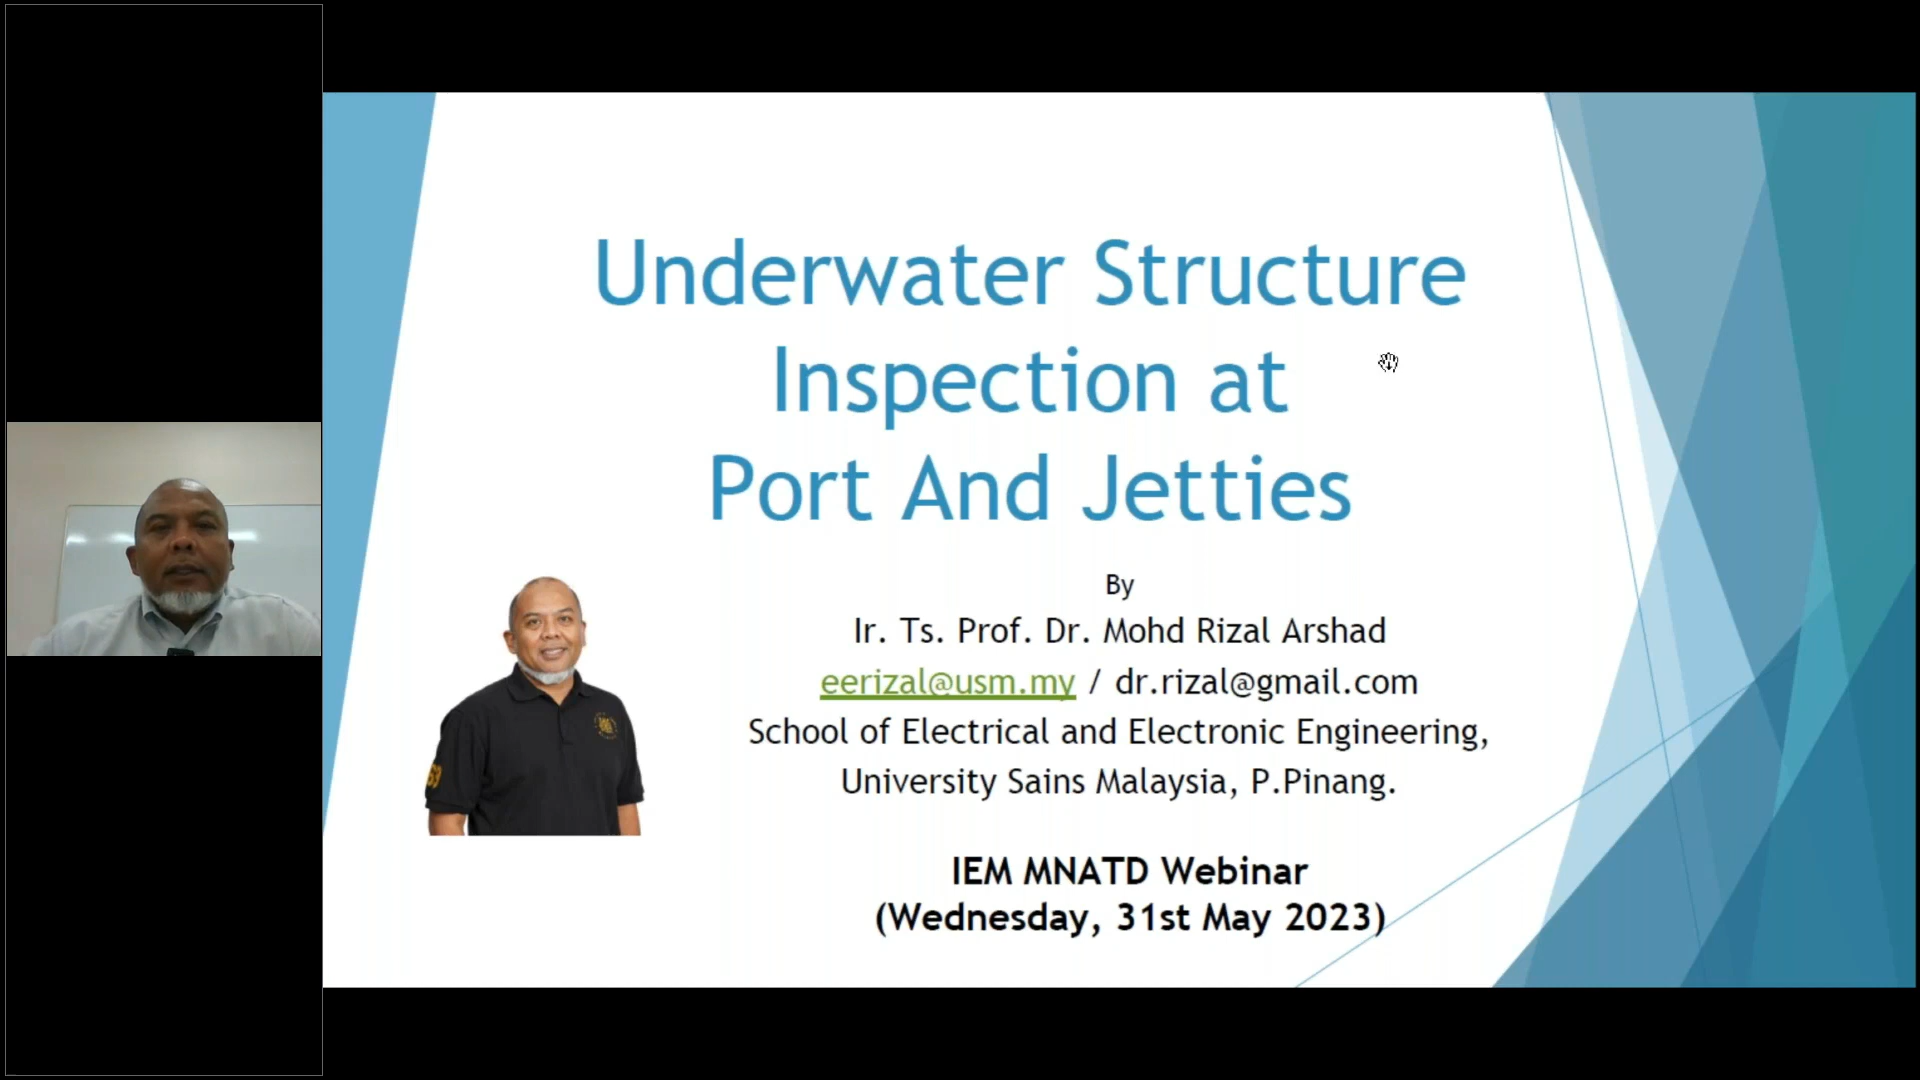 Underwater Structure
Inspection at
Port And Jetties
By
Ir. Ts. Prof. Dr. Mohd Rizal Arshad
eerizal@usm.my / dr.rizal@gmail.com
School of Electrical and Electronic Engineering,
University Sains Malaysia, P.Pinang.
IEM MNATD Webinar
(Wednesday, 31st May 2023)